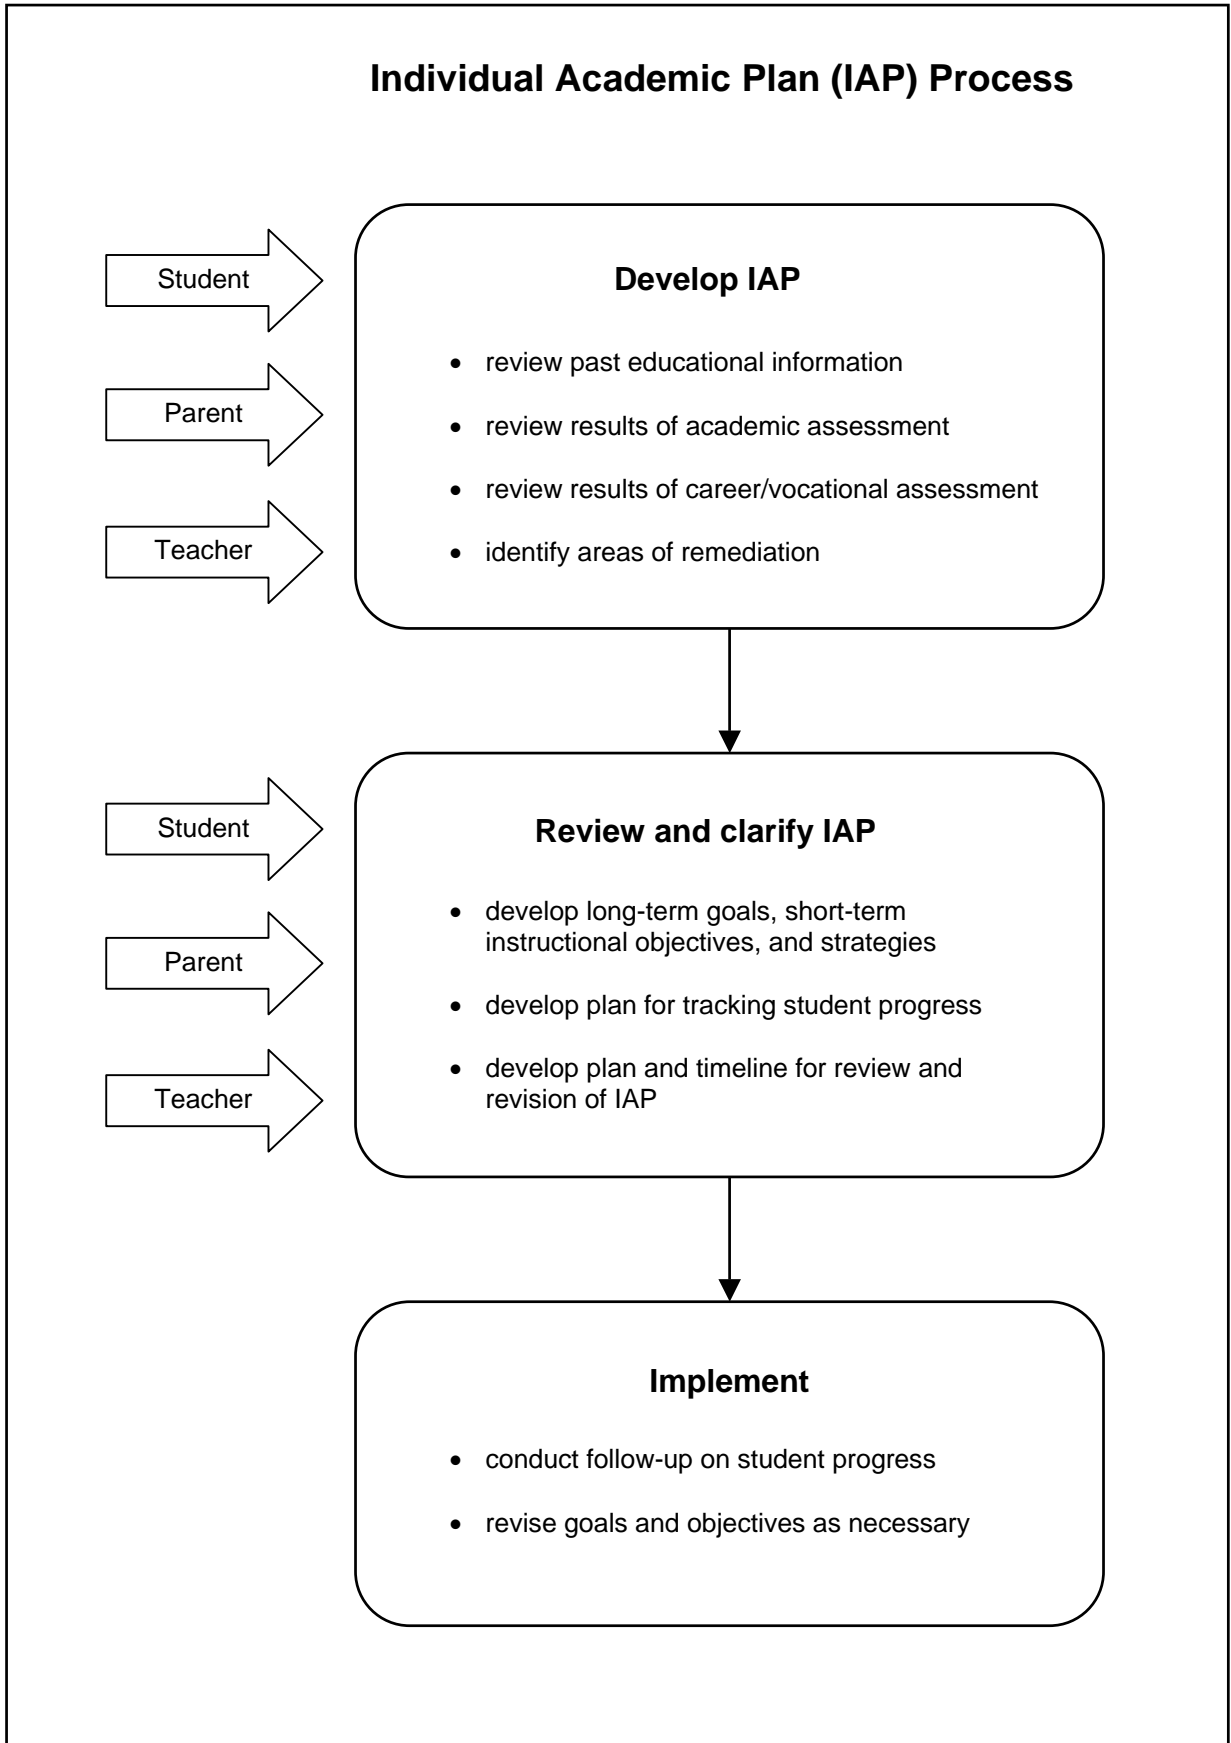 Individual Academic Plan (IAP) Process
Student
Parent
Teacher
Develop IAP
• review past educational information
• review results of academic assessment
• review results of career/vocational assessment
• identify areas of remediation
Student
Parent
Teacher
Review and clarify IAP
• develop long-term goals, short-term
instructional objectives, and strategies
• develop plan for tracking student progress
• develop plan and timeline for review and
revision of IAP
Implement
• conduct follow-up on student progress
• revise goals and objectives as necessary